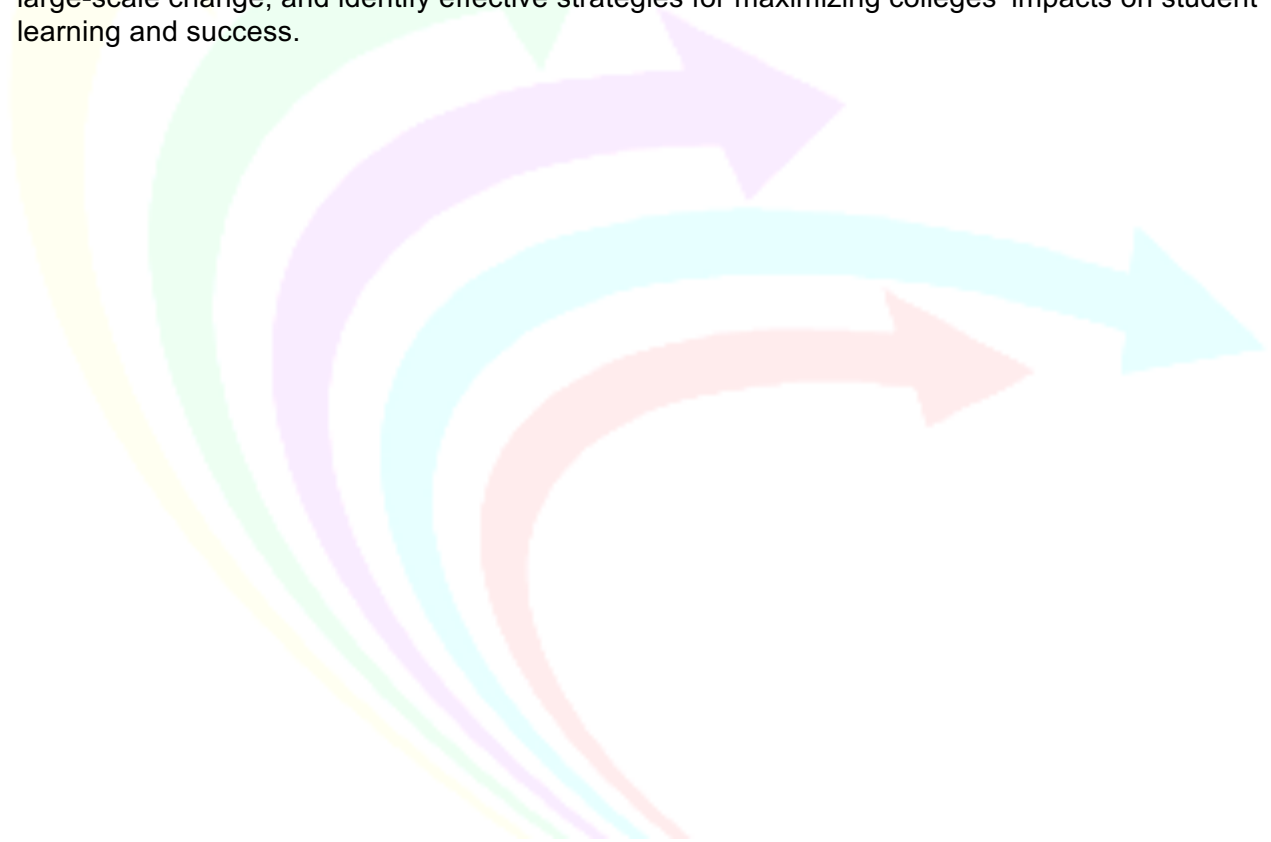 large-scale change, and identify effective strategies for maximizing colleges' impacts on student
learning and success.